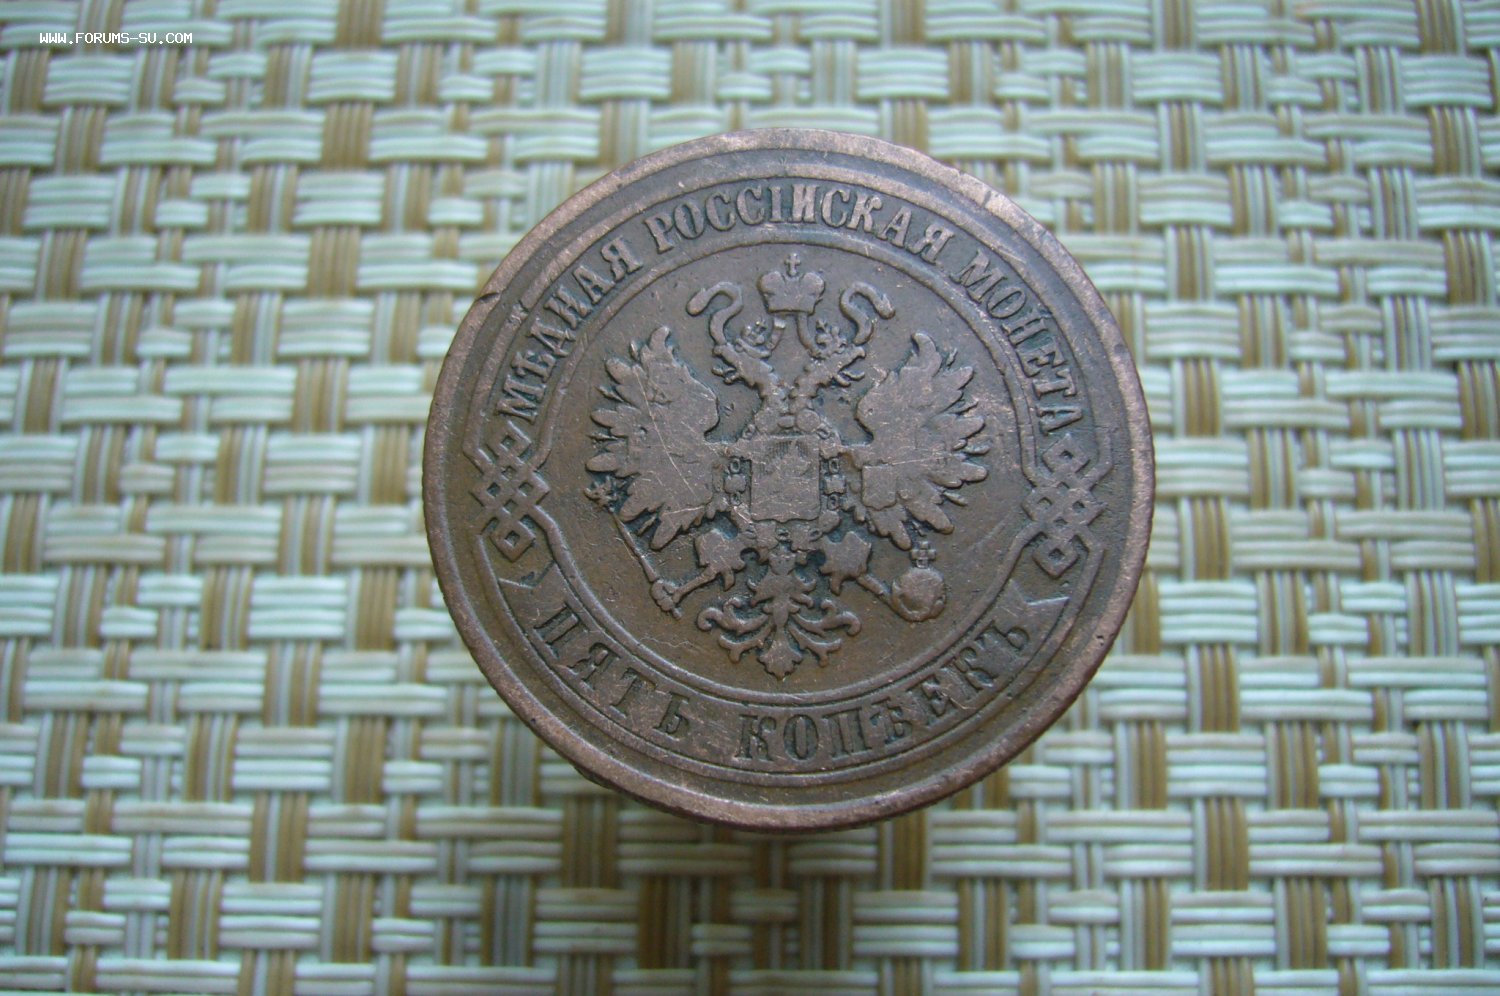 WWW.FORUMS-SU.COM
МѢДНАЯ РОССІЙСКАЯ МОНЕТА
ПЯТЬ КОПѢЕКЪ